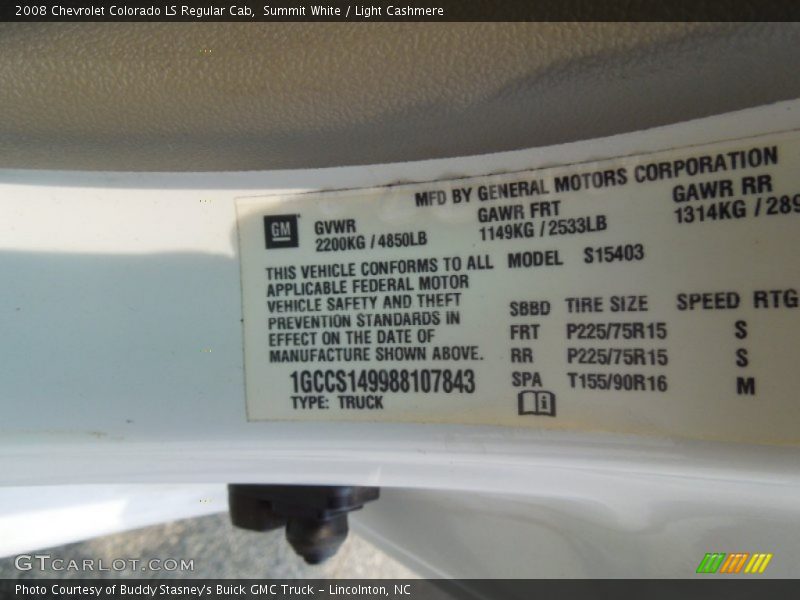 2008 Chevrolet Colorado LS Regular Cab, Summit White / Light Cashmere
MFD BY GENERAL MOTORS CORPORATION
GM
GVWR GAWR FRT GAWR RR
2200KG / 4850LB 1149KG / 2533LB 1314KG / 289
THIS VEHICLE CONFORMS TO ALL MODEL S15403
APPLICABLE FEDERAL MOTOR
VEHICLE SAFETY AND THEFT
PREVENTION STANDARDS IN
EFFECT ON THE DATE OF
MANUFACTURE SHOWN ABOVE.
SBBD TIRE SIZE SPEED RTG
FRT P225/75R15 S
RR P225/75R15 S
SPA T155/90R16 M
1GCCS149988107843
TYPE: TRUCK
i
GTCARLOT.COM
Photo Courtesy of Buddy Stasney's Buick GMC Truck – Lincolnton, NC